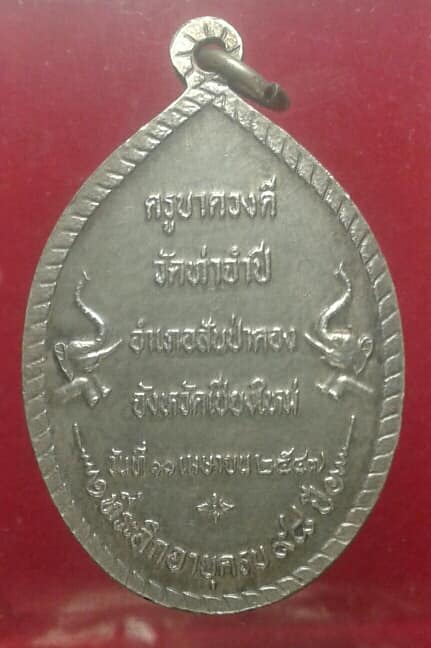 ครูบาดวงดี
วัดท่าจำปี
อำเภอสันป่าตอง
จังหวัดเชียงใหม่
วันที่ ๑๑ เมษายน ๒๕๔๗
ที่ระลึกอายุครบ ๙๘ ปี